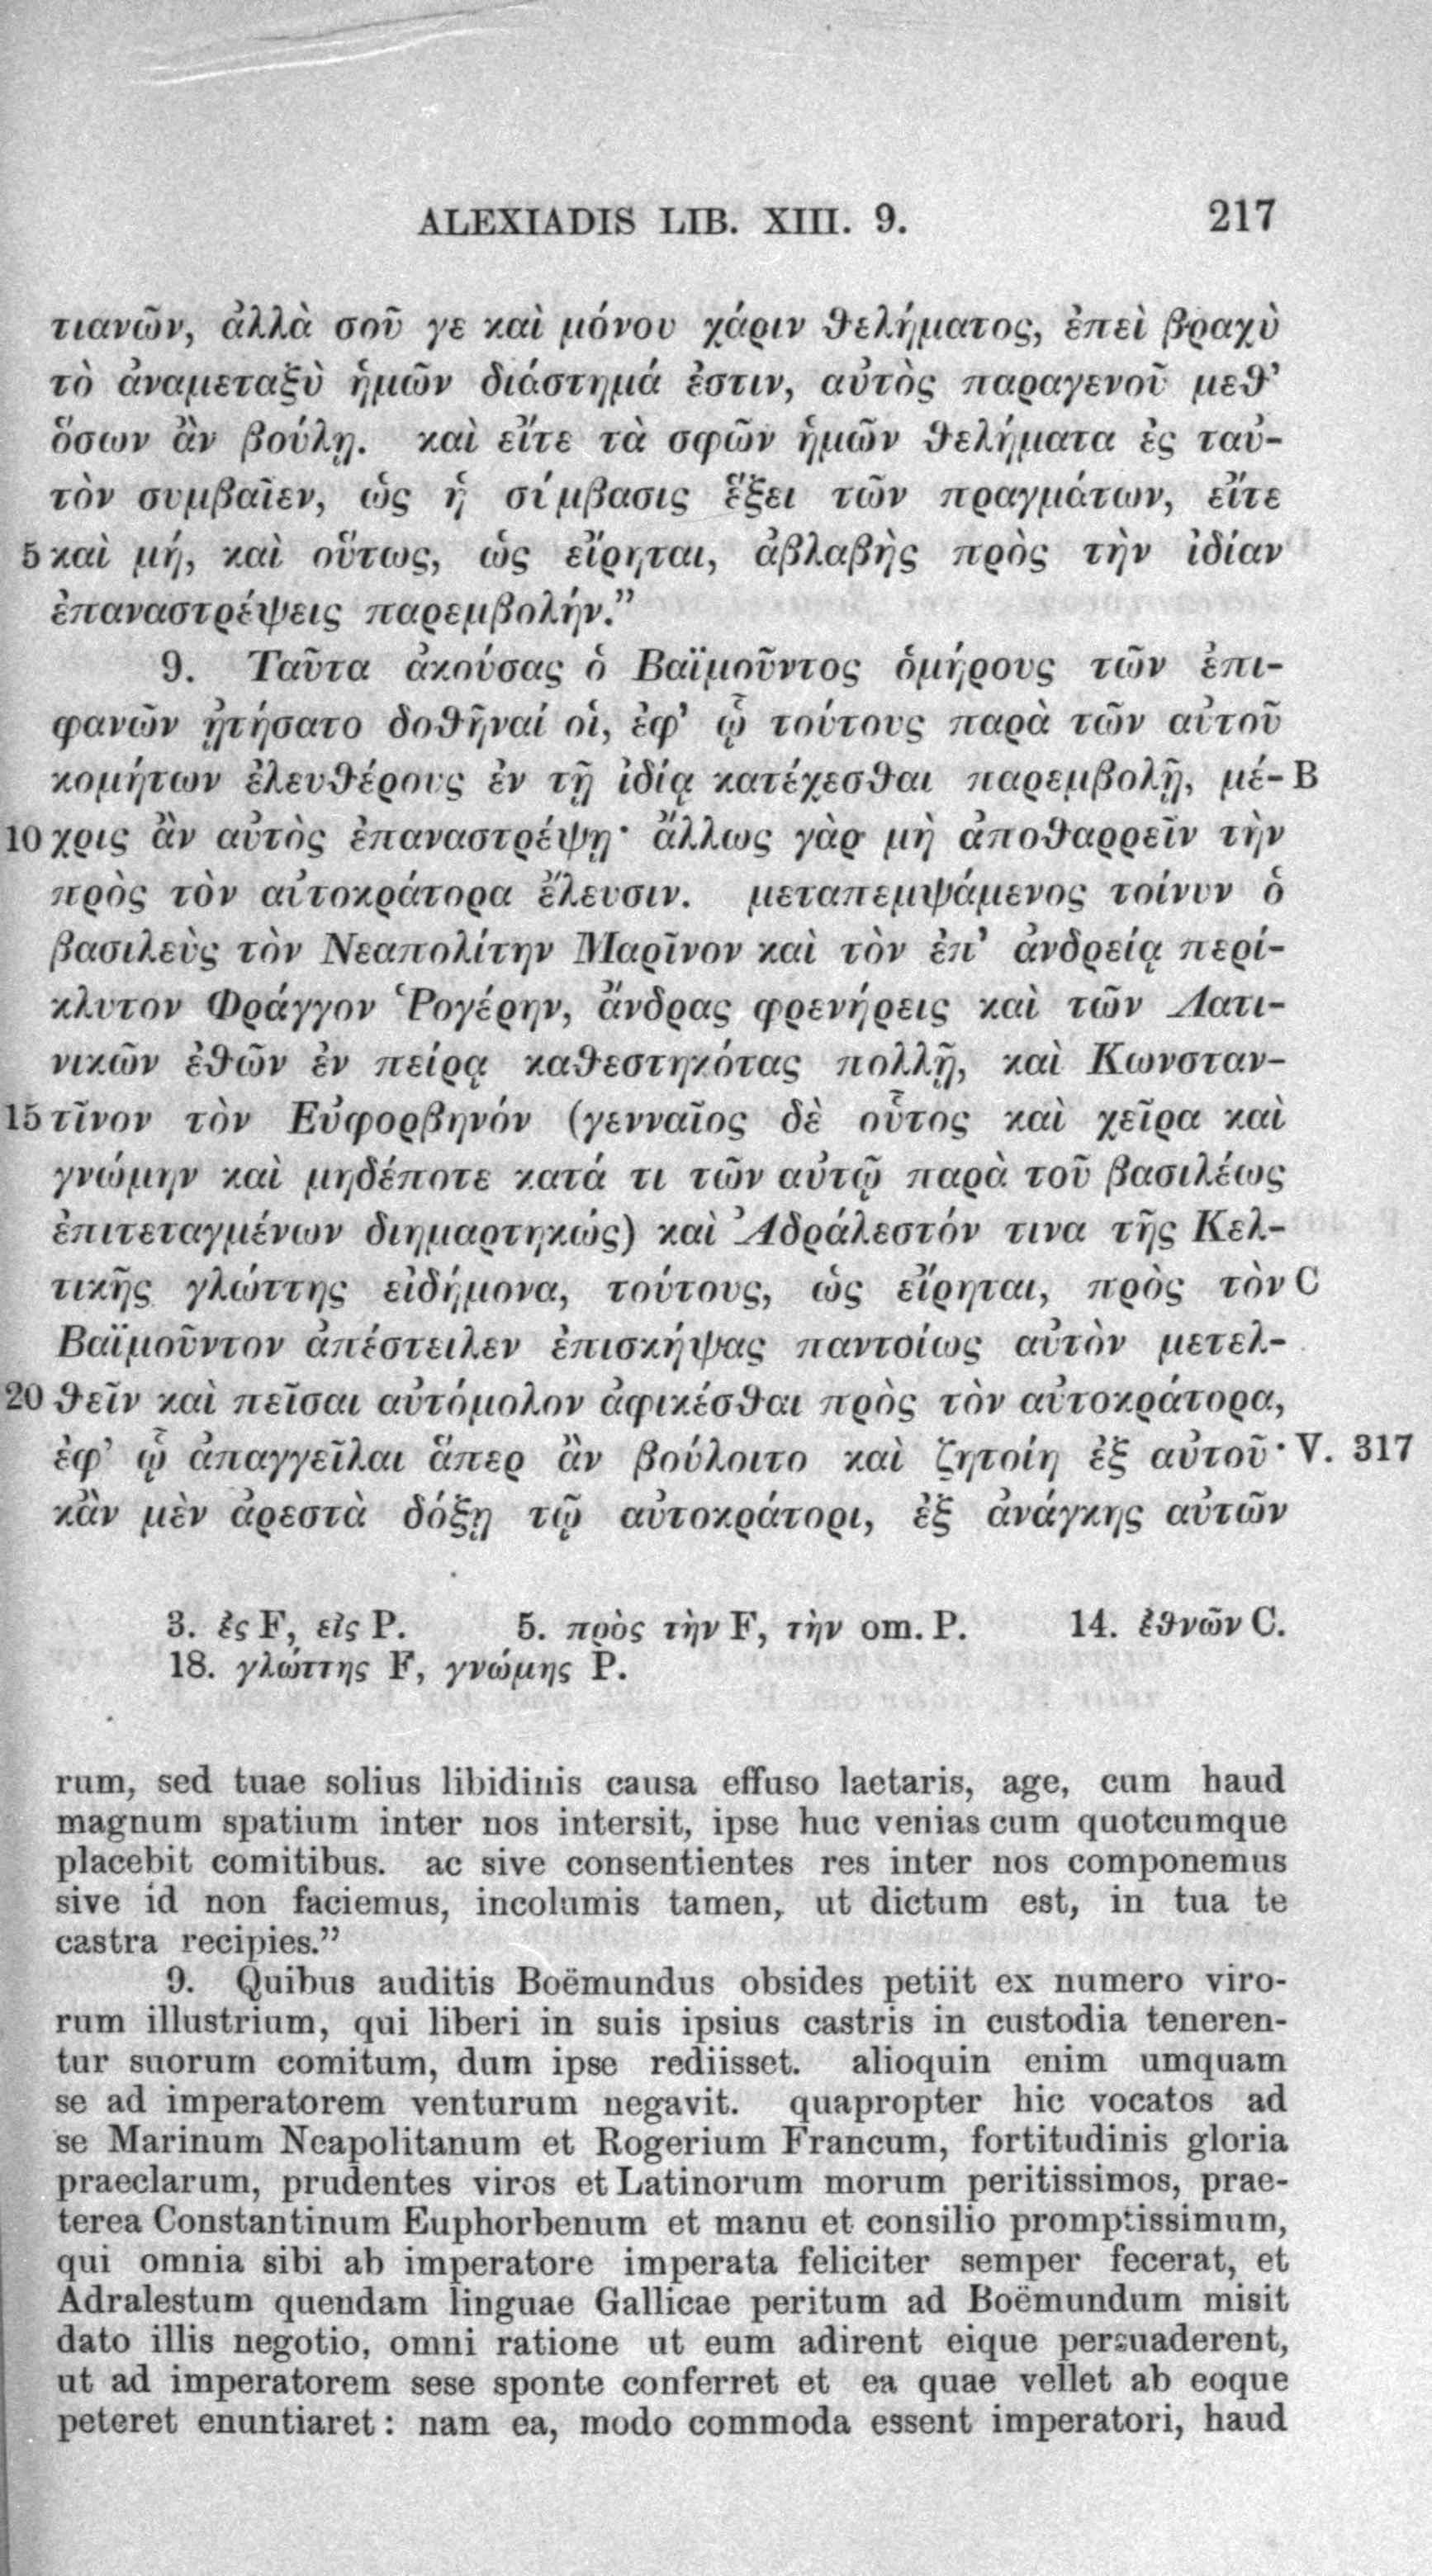 ALEXIADIS LIB. XIII. 9. 217
τιανῶν, ἀλλὰ σοῦ γε καὶ μόνου χάριν θελήματος, ἐπεὶ βραχὺ
τὸ ἀναμεταξὺ ἡμῶν διάστημά ἐστιν, αὐτὸς παραγενοῦ μεθ’
ὅσων ἂν βούλῃ. καὶ εἴτε τὰ σφῶν ἡμῶν θελήματα ἐς ταὐ-
τὸν συμβαῖεν, ὡς ἡ σύμβασις ἕξει τῶν πραγμάτων, εἴτε
5 καὶ μή, καὶ οὕτως, ὡς εἴρηται, ἀβλαβὴς πρὸς τὴν ἰδίαν
ἐπαναστρέψεις παρεμβολήν.”
9. Ταῦτα ἀκούσας ὁ Βαϊμοῦντος ὁμήρους τῶν ἐπι-
φανῶν ᾐτήσατο δοθῆναί οἱ, ἐφ’ ᾧ τούτους παρὰ τῶν αὐτοῦ
κομήτων ἐλευθέρους ἐν τῇ ἰδίᾳ κατέχεσθαι παρεμβολῇ, μέ- B
10 χρις ἂν αὐτὸς ἐπαναστρέψῃ· ἄλλως γὰρ μὴ ἀποθαρρεῖν τὴν
πρὸς τὸν αὐτοκράτορα ἔλευσιν. μεταπεμψάμενος τοίνυν ὁ
βασιλεὺς τὸν Νεαπολίτην Μαρῖνον καὶ τὸν ἐπ’ ἀνδρείᾳ περί-
κλυτον Φράγγον Ῥογέρην, ἄνδρας φρενήρεις καὶ τῶν Λατι-
νικῶν ἐθῶν ἐν πείρᾳ καθεστηκότας πολλῇ, καὶ Κωνσταν-
15 τῖνον τὸν Εὐφορβηνόν (γενναῖος δὲ οὗτος καὶ χεῖρα καὶ
γνώμην καὶ μηδέποτε κατά τι τῶν αὐτῷ παρὰ τοῦ βασιλέως
ἐπιτεταγμένων διημαρτηκώς) καὶ Ἀδράλεστόν τινα τῆς Κελ-
τικῆς γλώττης εἰδήμονα, τούτους, ὡς εἴρηται, πρὸς τὸν C
Βαϊμοῦντον ἀπέστειλεν ἐπισκήψας παντοίως αὐτὸν μετελ-
20 θεῖν καὶ πεῖσαι αὐτόμολον ἀφικέσθαι πρὸς τὸν αὐτοκράτορα,
ἐφ’ ᾧ ἀπαγγεῖλαι ἅπερ ἂν βούλοιτο καὶ ζητοίη ἐξ αὐτοῦ· V. 317
κἂν μὲν ἀρεστὰ δόξῃ τῷ αὐτοκράτορι, ἐξ ἀνάγκης αὐτῶν
3. ἐς F, εἰς P. 5. πρὸς τὴν F, τὴν om. P. 14. ἐθνῶν C.
18. γλώττης F, γνώμης P.
rum, sed tuae solius libidinis causa effuso laetaris, age, cum haud
magnum spatium inter nos intersit, ipse huc venias cum quotcumque
placebit comitibus. ac sive consentientes res inter nos componemus
sive id non faciemus, incolumis tamen, ut dictum est, in tua te
castra recipies.”
9. Quibus auditis Boëmundus obsides petiit ex numero viro-
rum illustrium, qui liberi in suis ipsius castris in custodia teneren-
tur suorum comitum, dum ipse rediisset. alioquin enim umquam
se ad imperatorem venturum negavit. quapropter hic vocatos ad
se Marinum Neapolitanum et Rogerium Francum, fortitudinis gloria
praeclarum, prudentes viros et Latinorum morum peritissimos, prae-
terea Constantinum Euphorbenum et manu et consilio promptissimum,
qui omnia sibi ab imperatore imperata feliciter semper fecerat, et
Adralestum quendam linguae Gallicae peritum ad Boëmundum misit
dato illis negotio, omni ratione ut eum adirent eique persuaderent,
ut ad imperatorem sese sponte conferret et ea quae vellet ab eoque
peteret enuntiaret: nam ea, modo commoda essent imperatori, haud